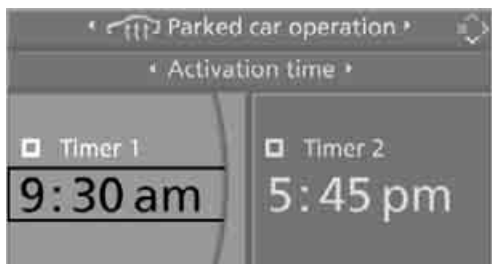 Parked car operation
Activation time
Timer 1
Timer 2
9:30 am
5:45 pm